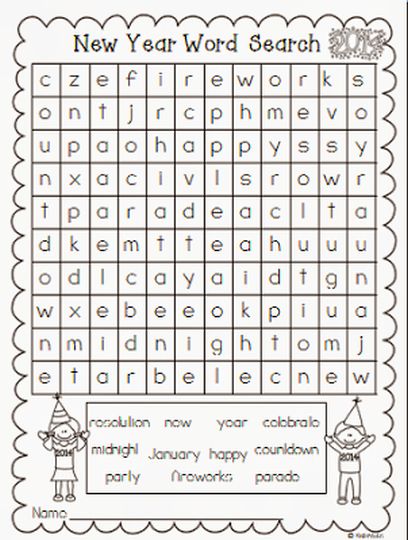 New Year Word Search 2014
c z e f i r e w o r k s
o n t j r c p h m e v o
u p a o h a p p y s s y
n x a c i v l s r o w r
t p a r a d e a c l t a
d k e m t t e a h u u u
o d l c a y a i d t g n
w x e b e e o k p i u a
n m i d n i g h t o m j
e t a r b e l e c n e w
resolution new year celebrate
midnight January happy countdown
party fireworks parade
2014
2014
Name